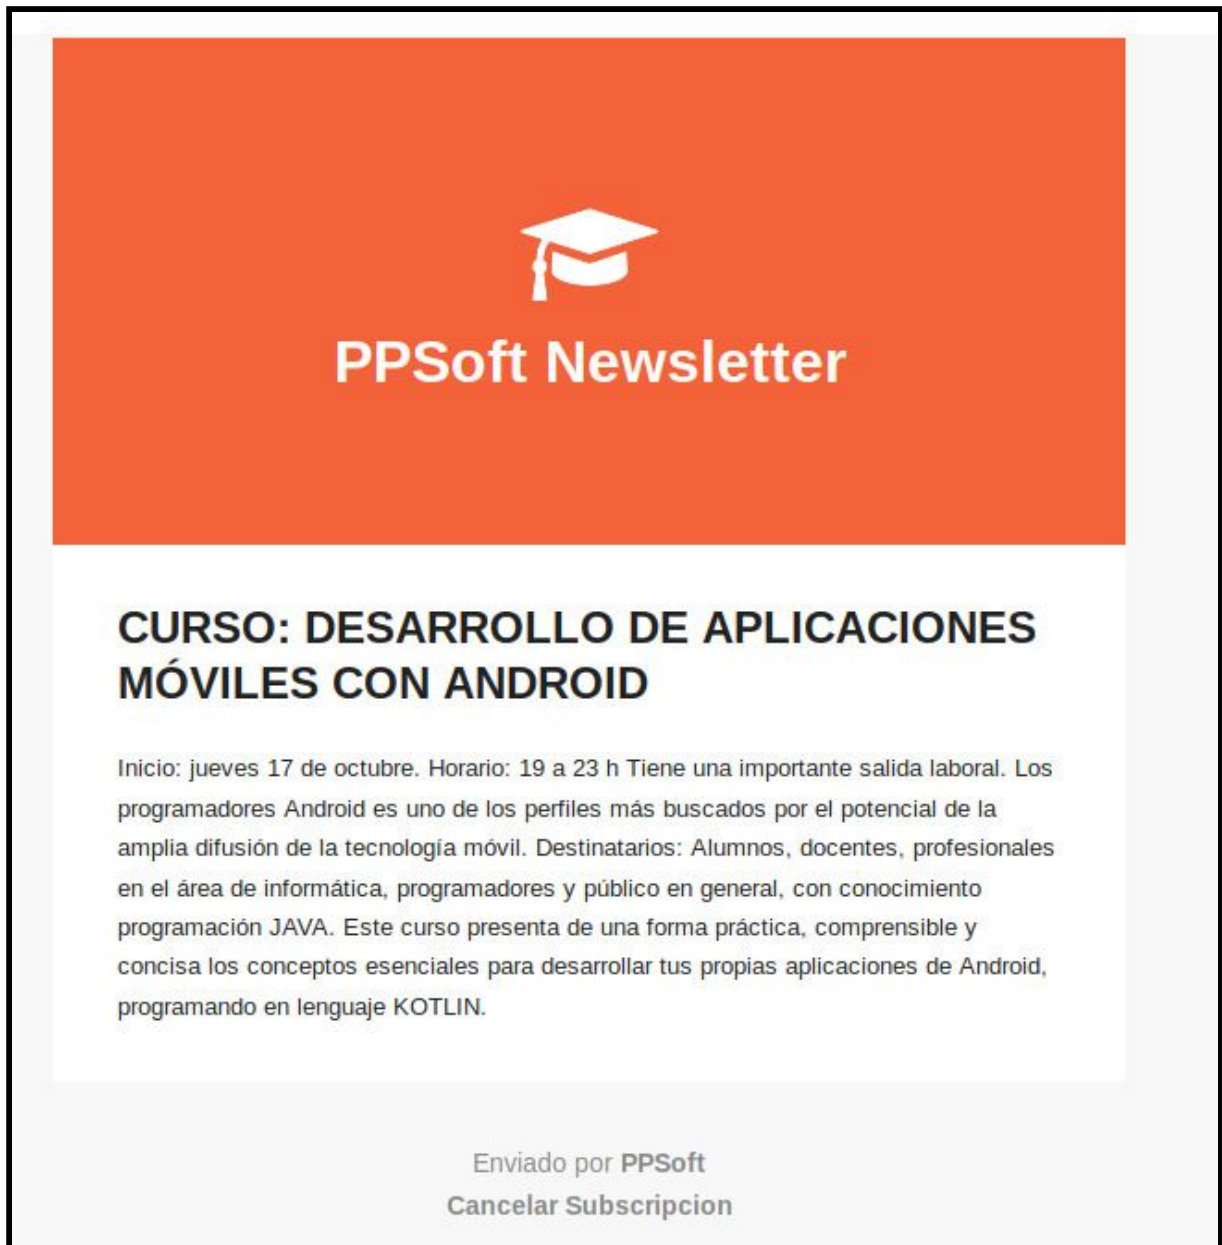 PPSoft Newsletter
CURSO: DESARROLLO DE APLICACIONES
MÓVILES CON ANDROID
Inicio: jueves 17 de octubre. Horario: 19 a 23 h Tiene una importante salida laboral. Los
programadores Android es uno de los perfiles más buscados por el potencial de la
amplia difusión de la tecnología móvil. Destinatarios: Alumnos, docentes, profesionales
en el área de informática, programadores y público en general, con conocimiento
programación JAVA. Este curso presenta de una forma práctica, comprensible y
concisa los conceptos esenciales para desarrollar tus propias aplicaciones de Android,
programando en lenguaje KOTLIN.
Enviado por PPSoft
Cancelar Subscripcion